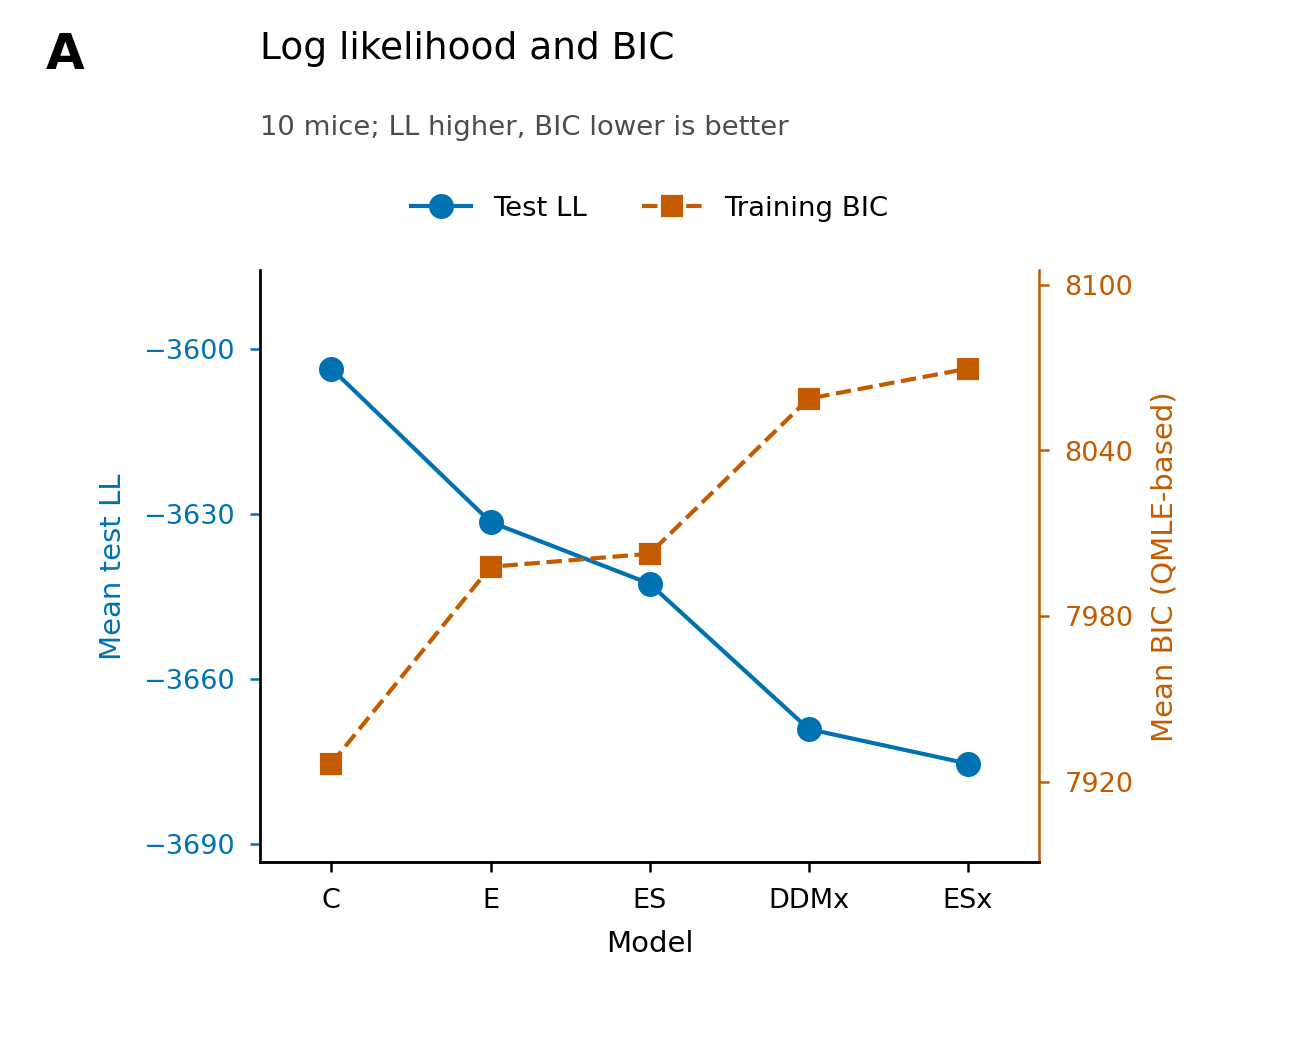 A
Log likelihood and BIC
10 mice; LL higher, BIC lower is better
Test LL
Training BIC
Mean test LL
−3600
−3630
−3660
−3690
8100
8040
7980
7920
Mean BIC (QMLE-based)
C
E
ES
DDMx
ESx
Model